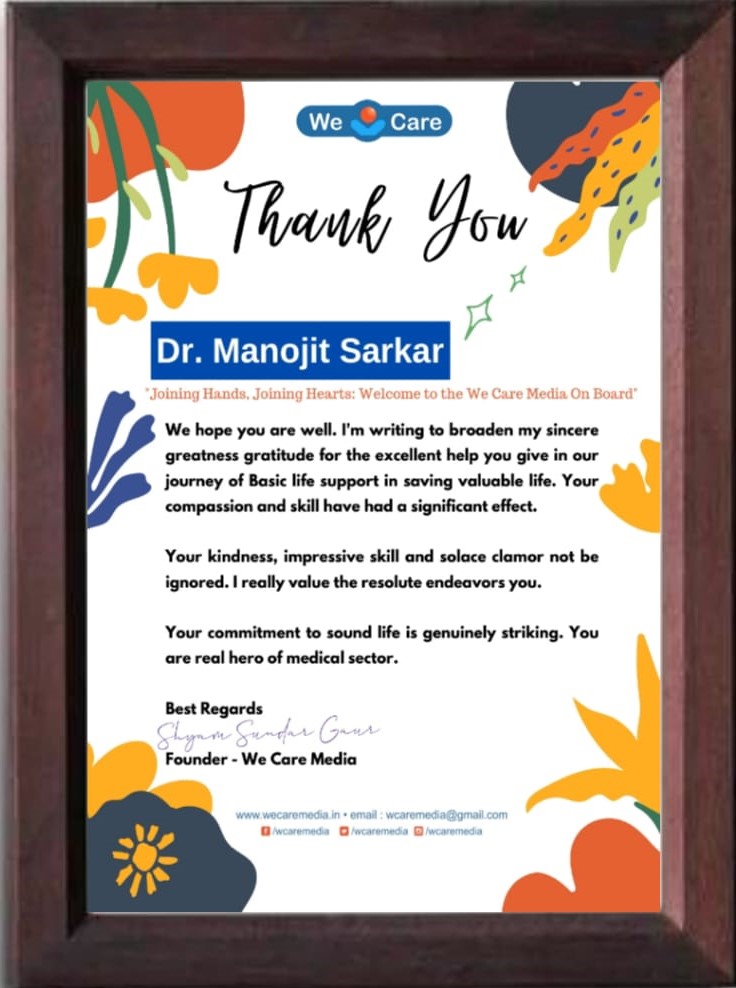 We Care
Thank You
Dr. Manojit Sarkar
"Joining Hands, Joining Hearts: Welcome to the We Care Media On Board"
We hope you are well. I'm writing to broaden my sincere
greatness gratitude for the excellent help you give in our
journey of Basic life support in saving valuable life. Your
compassion and skill have had a significant effect.
Your kindness, impressive skill and solace clamor not be
ignored. I really value the resolute endeavors you.
Your commitment to sound life is genuinely striking. You
are real hero of medical sector.
Best Regards
Shyam Sundar Gaur
Founder - We Care Media
www.wecaremedia.in • email : wcaremedia@gmail.com
/wcaremedia /wcaremedia /wcaremedia